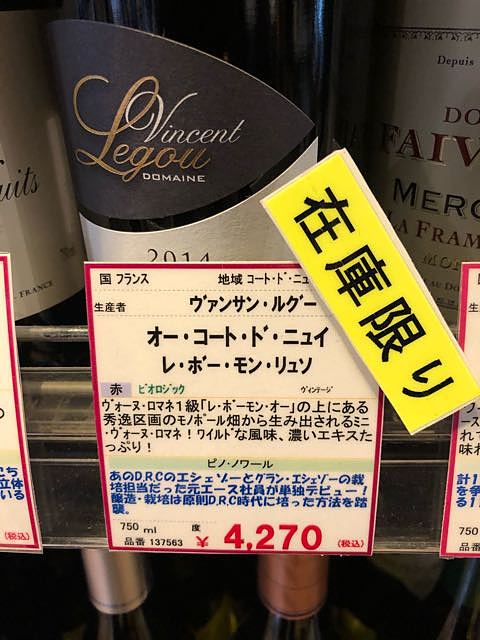 Vincent
Legou
DOMAINE
2014
Depuis
DO
FAIV
MERC
LA FRAM
uits
FRANCE
在庫限り
国 フランス 地域 コート・ド・ニュ
生産者 ヴァンサン・ルグー
オー・コート・ド・ニュイ
レ・ボー・モン・リュソ
赤 ビオロジック ヴィンテージ
ヴォーヌ・ロマネ1級「レ・ボーモン・オー」の上にある
秀逸区画のモノポール畑から生み出されるミニ
・ヴォーヌ・ロマネ!ワイルドな風味、濃いエキスた
っぷり!
ピノ・ノワール
あのD.R.Cのエシェゾーとグラン・エシェゾーの栽
培担当だった元エース社員が単独デビュー!
醸造・栽培は原則D.R.C時代に培った方法を踏
襲。
750 ml 度
品番 137563 ¥ 4,270 (税込)
(税込)
750
品番